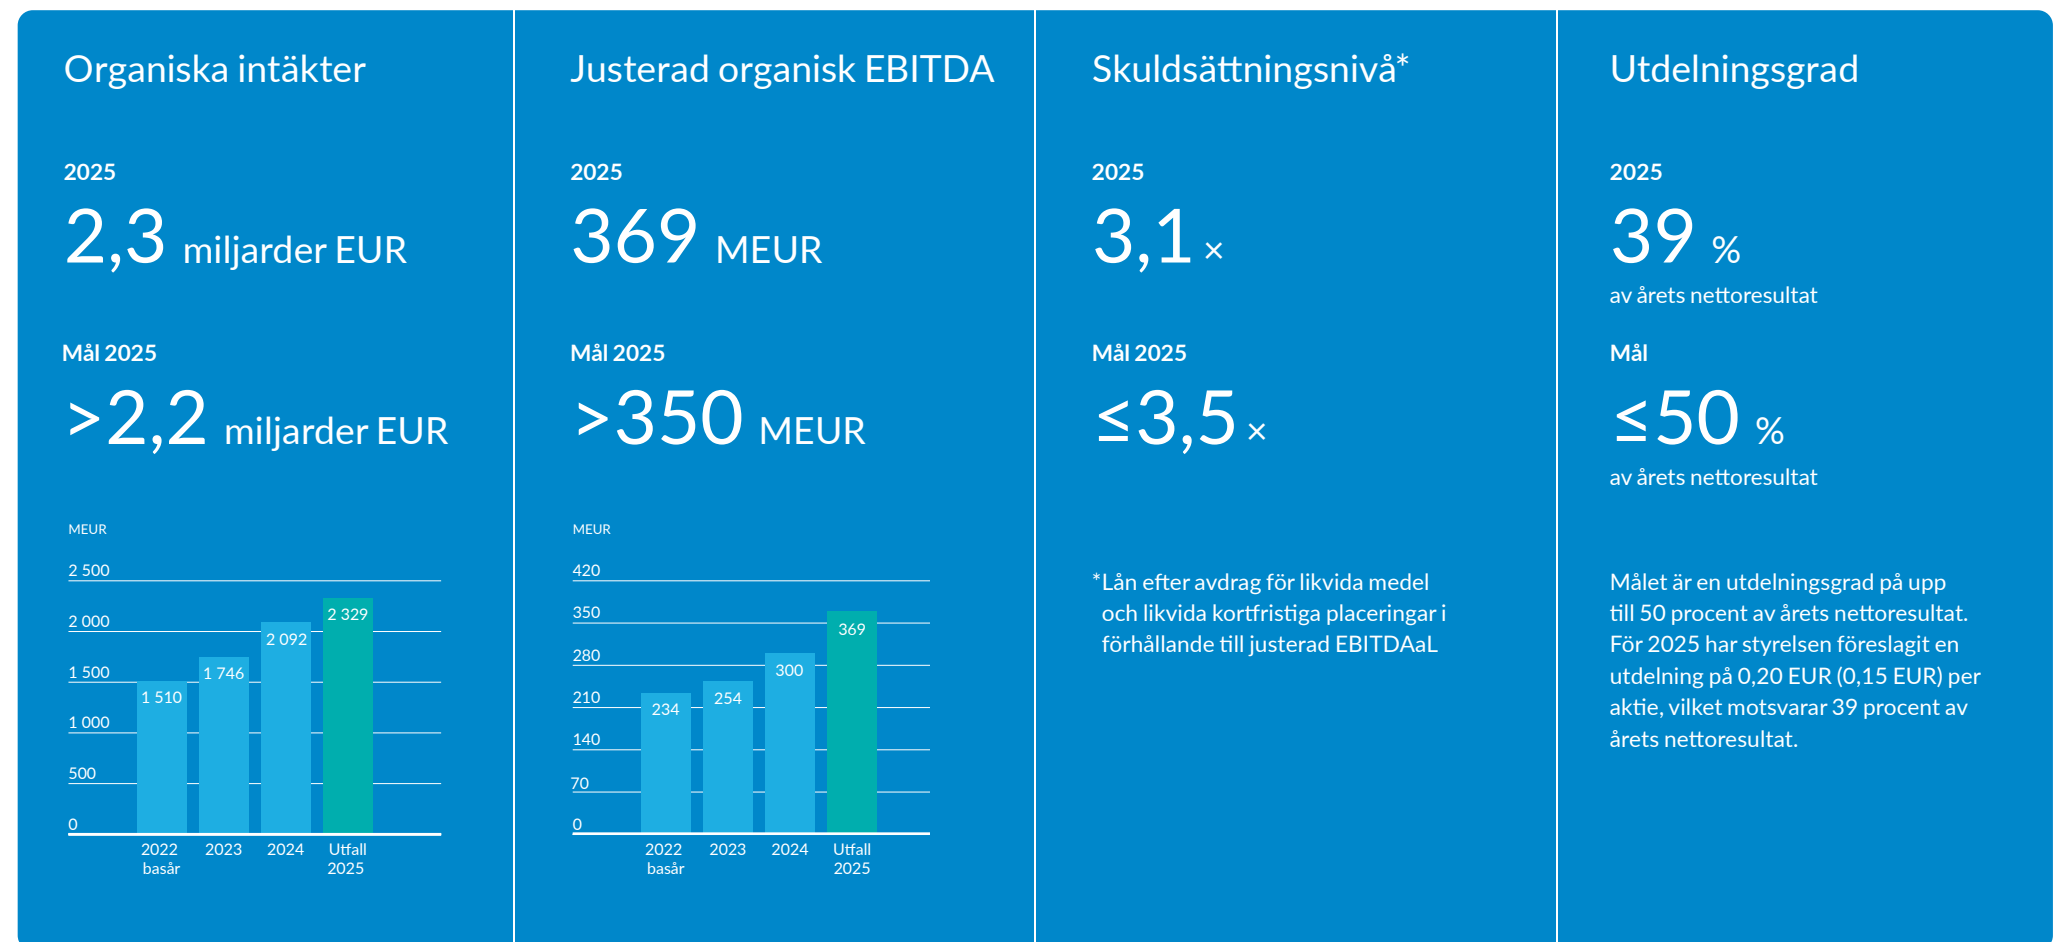 Organiska intäkter
2025
2,3 miljarder EUR
Mål 2025
>2,2 miljarder EUR
MEUR
2 500
2 000
1 500
1 000
500
0
1 510
1 746
2 092
2 329
2022 basår
2023
2024
Utfall 2025
Justerad organisk EBITDA
2025
369 MEUR
Mål 2025
>350 MEUR
MEUR
420
350
280
210
140
70
0
234
254
300
369
2022 basår
2023
2024
Utfall 2025
Skuldsättningsnivå*
2025
3,1 ×
Mål 2025
≤3,5 ×
*Lån efter avdrag för likvida medel
och likvida kortfristiga placeringar i
förhållande till justerad EBITDAaL
Utdelningsgrad
2025
39 %
av årets nettoresultat
Mål
≤50 %
av årets nettoresultat
Målet är en utdelningsgrad på upp
till 50 procent av årets nettoresultat.
För 2025 har styrelsen föreslagit en
utdelning på 0,20 EUR (0,15 EUR) per
aktie, vilket motsvarar 39 procent av
årets nettoresultat.